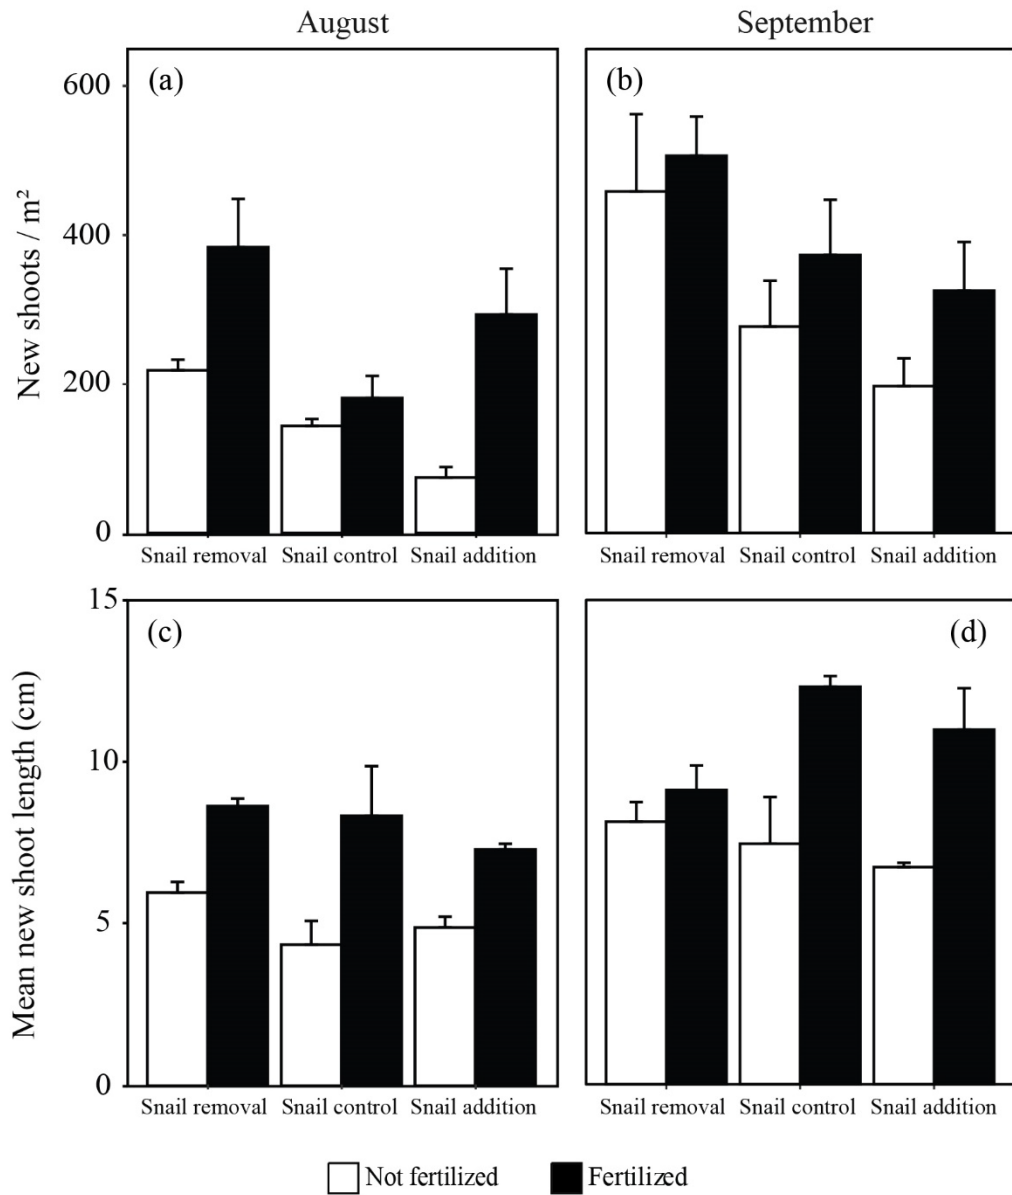 August
September
New shoots / m²
600
400
200
0
(a)
(b)
Snail removal
Snail control
Snail addition
Snail removal
Snail control
Snail addition
Mean new shoot length (cm)
15
10
5
0
(c)
(d)
Snail removal
Snail control
Snail addition
Snail removal
Snail control
Snail addition
Not fertilized
Fertilized